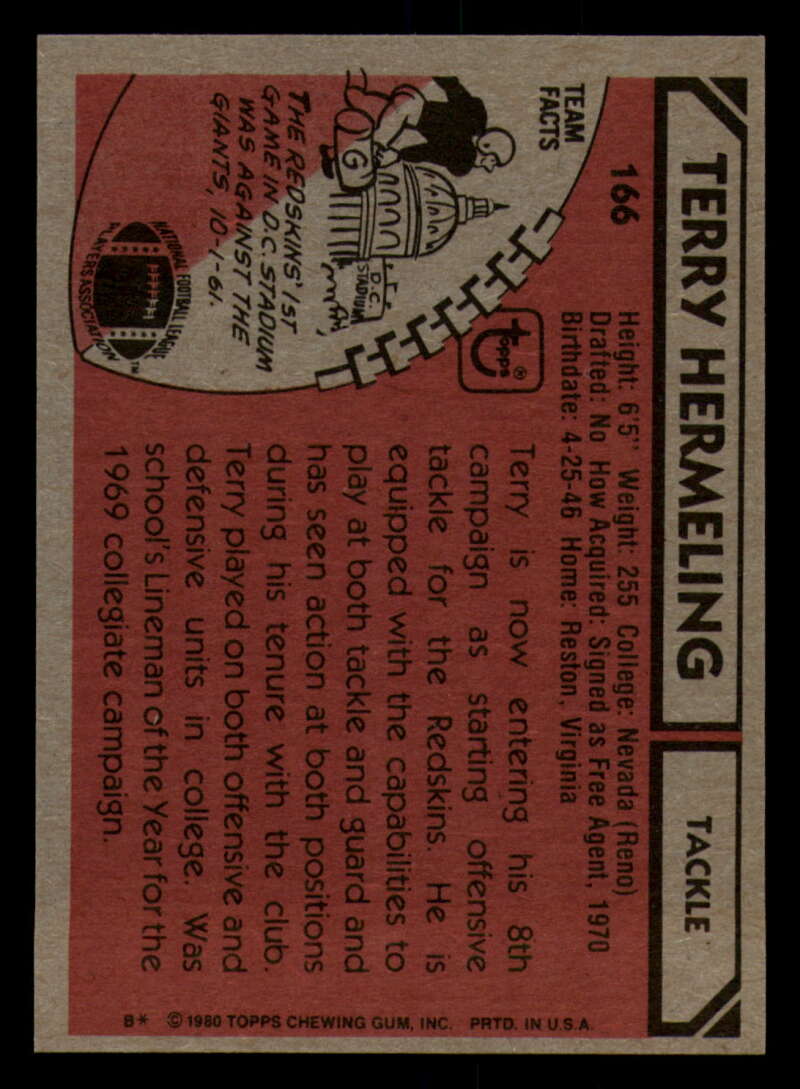 TERRY HERMELING
TACKLE
166
Height: 6'5" Weight: 255 College: Nevada (Reno)
Drafted: No How Acquired: Signed as Free Agent, 1970
Birthdate: 4-25-46 Home: Reston, Virginia
TEAM
FACTS
G
D.C.
STADIUM
THE REDSKINS' 1ST
GAME IN D.C. STADIUM
WAS AGAINST THE
GIANTS, 10-1-61.
NATIONAL FOOTBALL LEAGUE
PLAYERS ASSOCIATION
TM
topps®
Terry is now entering his 8th
campaign as starting offensive
tackle for the Redskins. He is
equipped with the capabilities to
play at both tackle and guard and
has seen action at both positions
during his tenure with the club.
Terry played on both offensive and
defensive units in college. Was
school's Lineman of the Year for the
1969 collegiate campaign.
B* © 1980 TOPPS CHEWING GUM, INC. PRTD. IN U.S.A.